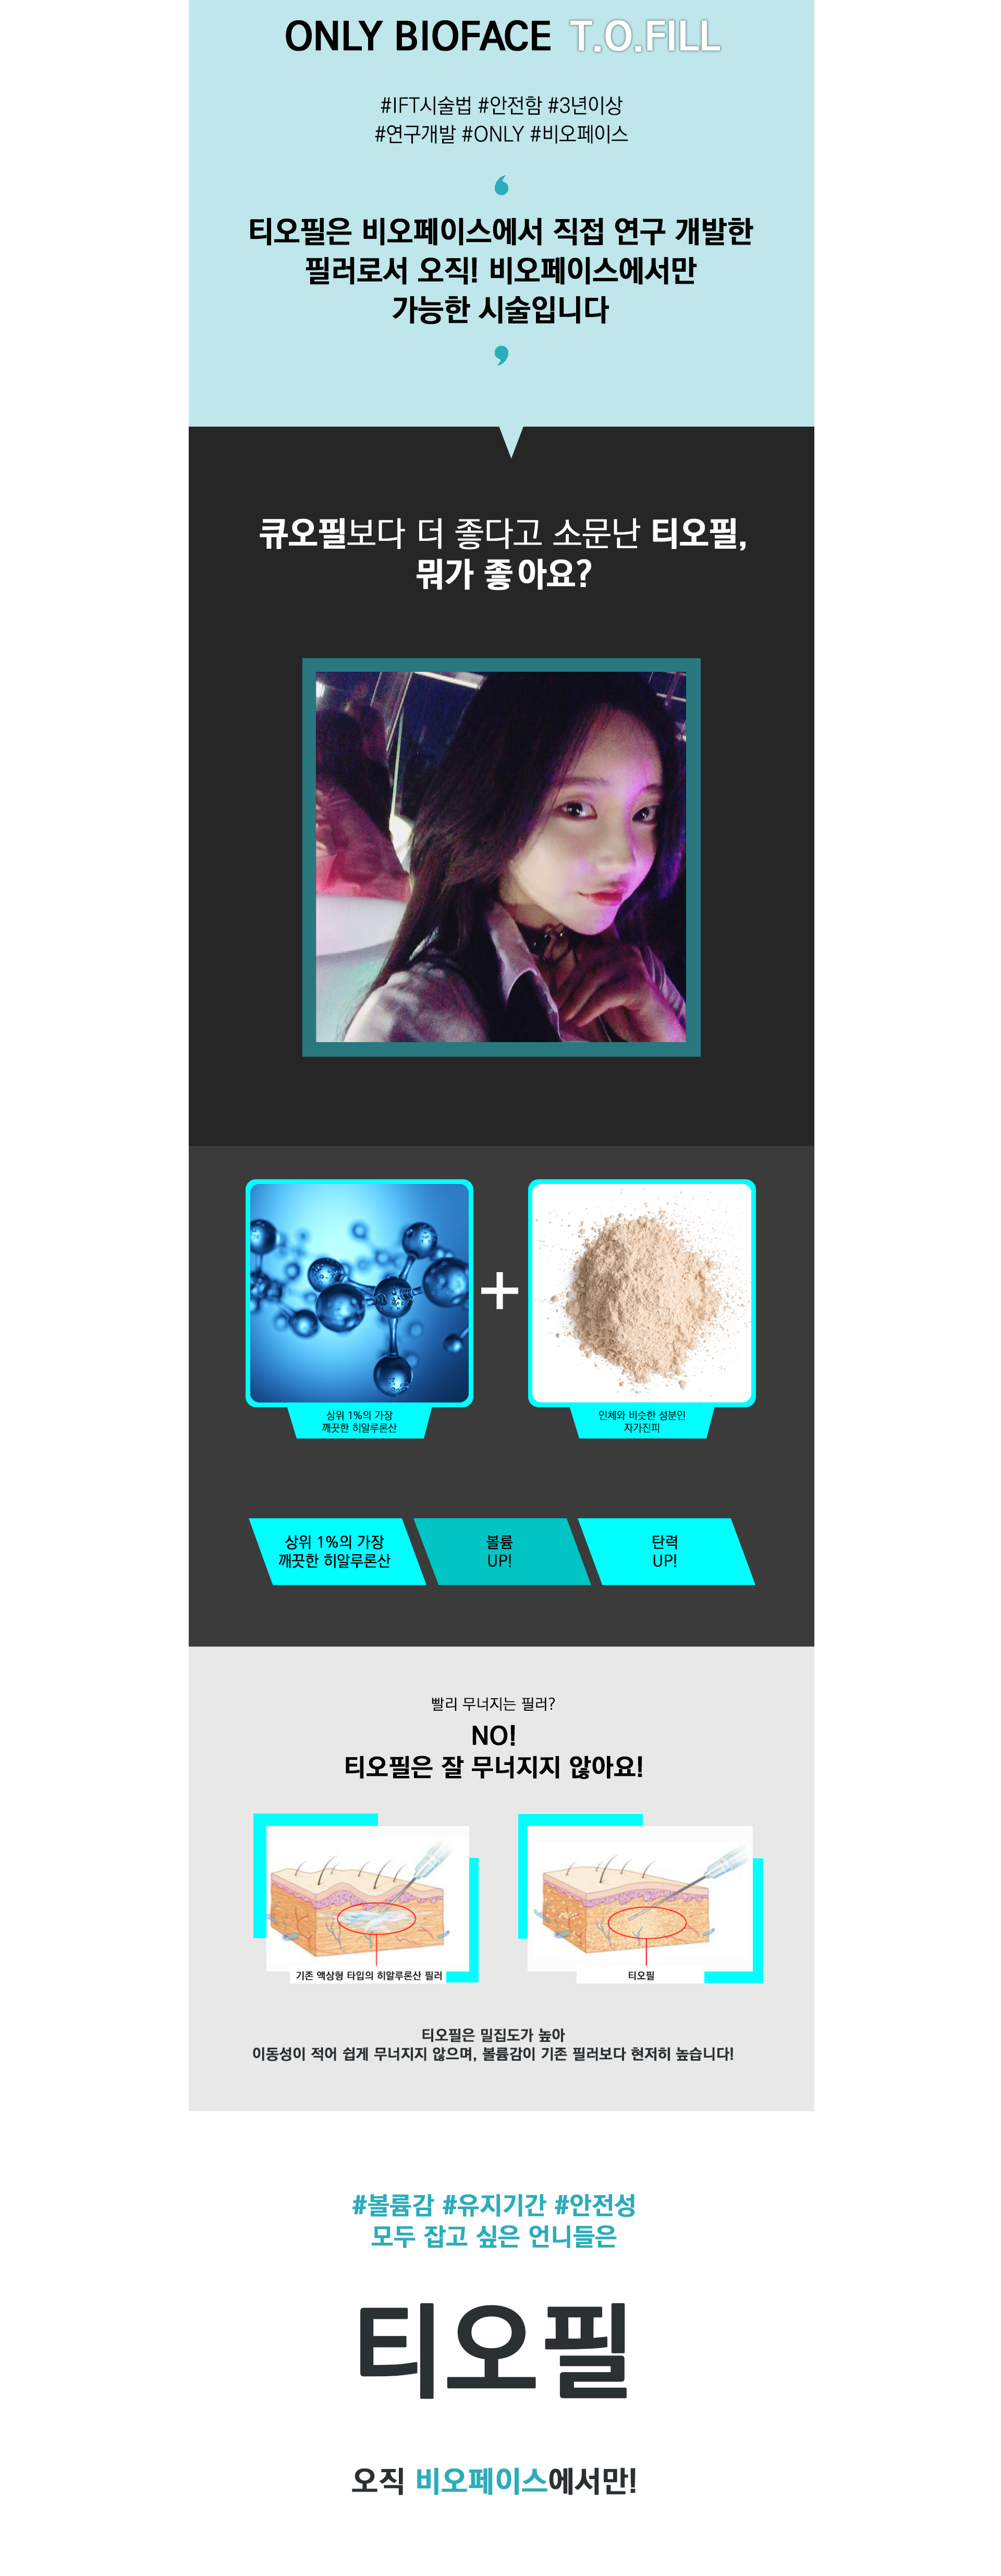 ONLY BIOFACE T.O.FILL
#IFT시술법 #안전함 #3년이상
#연구개발 #ONLY #비오페이스
티오필은 비오페이스에서 직접 연구 개발한
필러로서 오직! 비오페이스에서만
가능한 시술입니다
큐오필보다 더 좋다고 소문난 티오필,
뭐가 좋아요?
상위 1%의 가장
깨끗한 히알루론산
+
인체와 비슷한 성분인
자가진피
상위 1%의 가장
깨끗한 히알루론산
볼륨
UP!
탄력
UP!
빨리 무너지는 필러?
NO!
티오필은 잘 무너지지 않아요!
기존 액상형 타입의 히알루론산 필러
티오필
티오필은 밀집도가 높아
이동성이 적어 쉽게 무너지지 않으며, 볼륨감이 기존 필러보다 현저히 높습니다!
#볼륨감 #유지기간 #안전성
모두 잡고 싶은 언니들은
티오필
오직 비오페이스에서만!